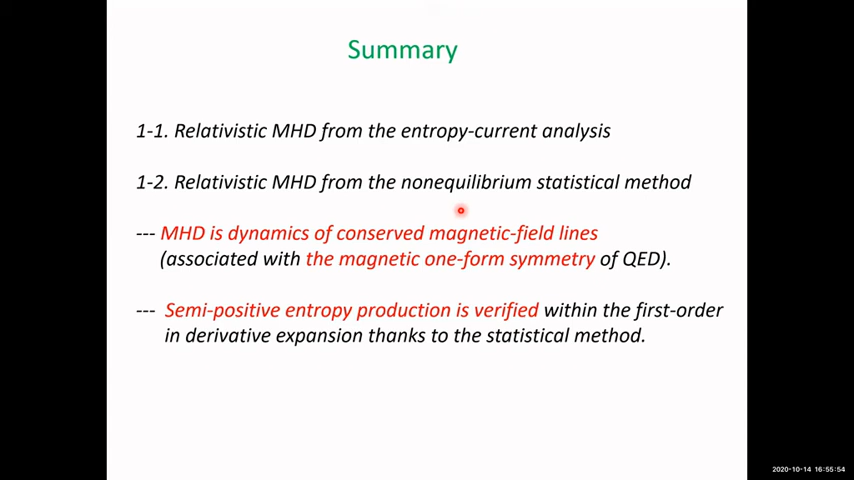 Summary
1-1. Relativistic MHD from the entropy-current analysis
1-2. Relativistic MHD from the nonequilibrium statistical method
--- MHD is dynamics of conserved magnetic-field lines
(associated with the magnetic one-form symmetry of QED).
--- Semi-positive entropy production is verified within the first-order
in derivative expansion thanks to the statistical method.
2020-10-14 16:55:54